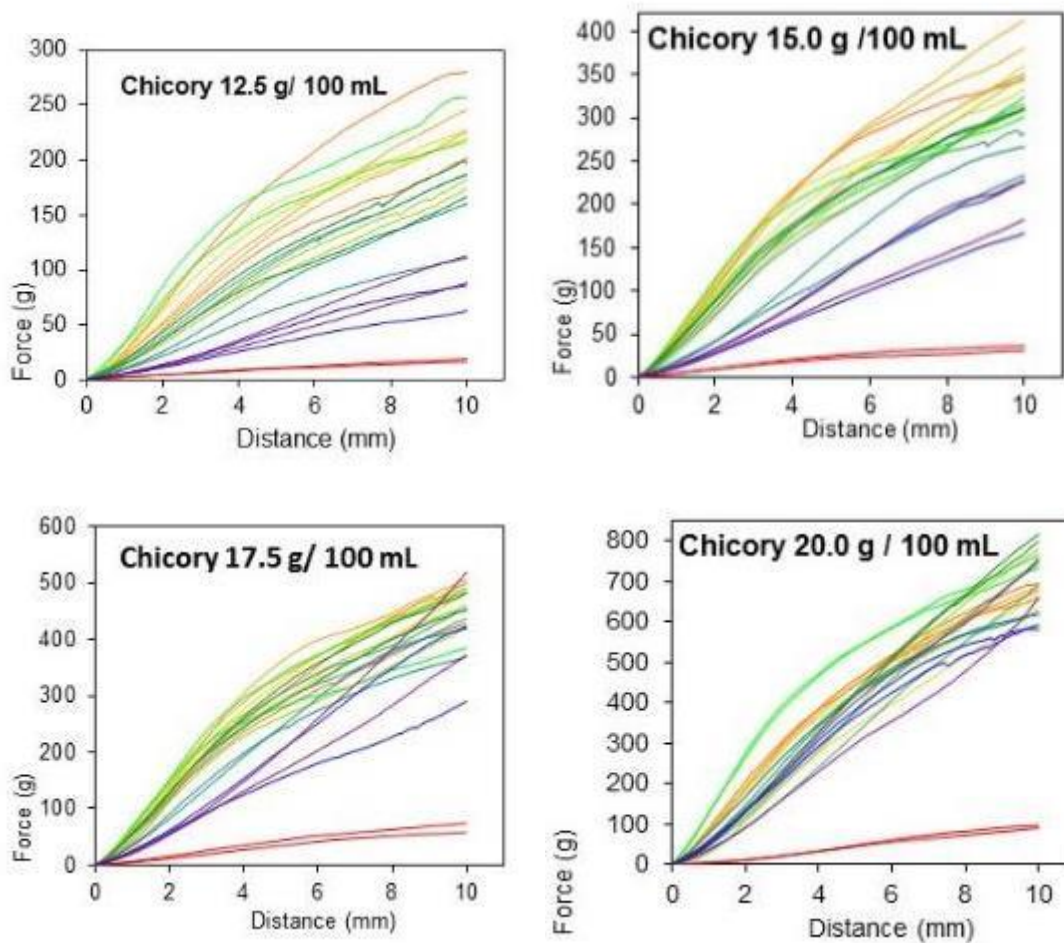 Chicory 12.5 g/ 100 mL
300
250
200
150
100
50
0
Force (g)
0 2 4 6 8 10
Distance (mm)
Chicory 15.0 g /100 mL
400
350
300
250
200
150
100
50
0
Force (g)
0 2 4 6 8 10
Distance (mm)
Chicory 17.5 g/ 100 mL
600
500
400
300
200
100
0
Force (g)
0 2 4 6 8 10
Distance (mm)
Chicory 20.0 g / 100 mL
800
700
600
500
400
300
200
100
0
Force (g)
0 2 4 6 8 10
Distance (mm)